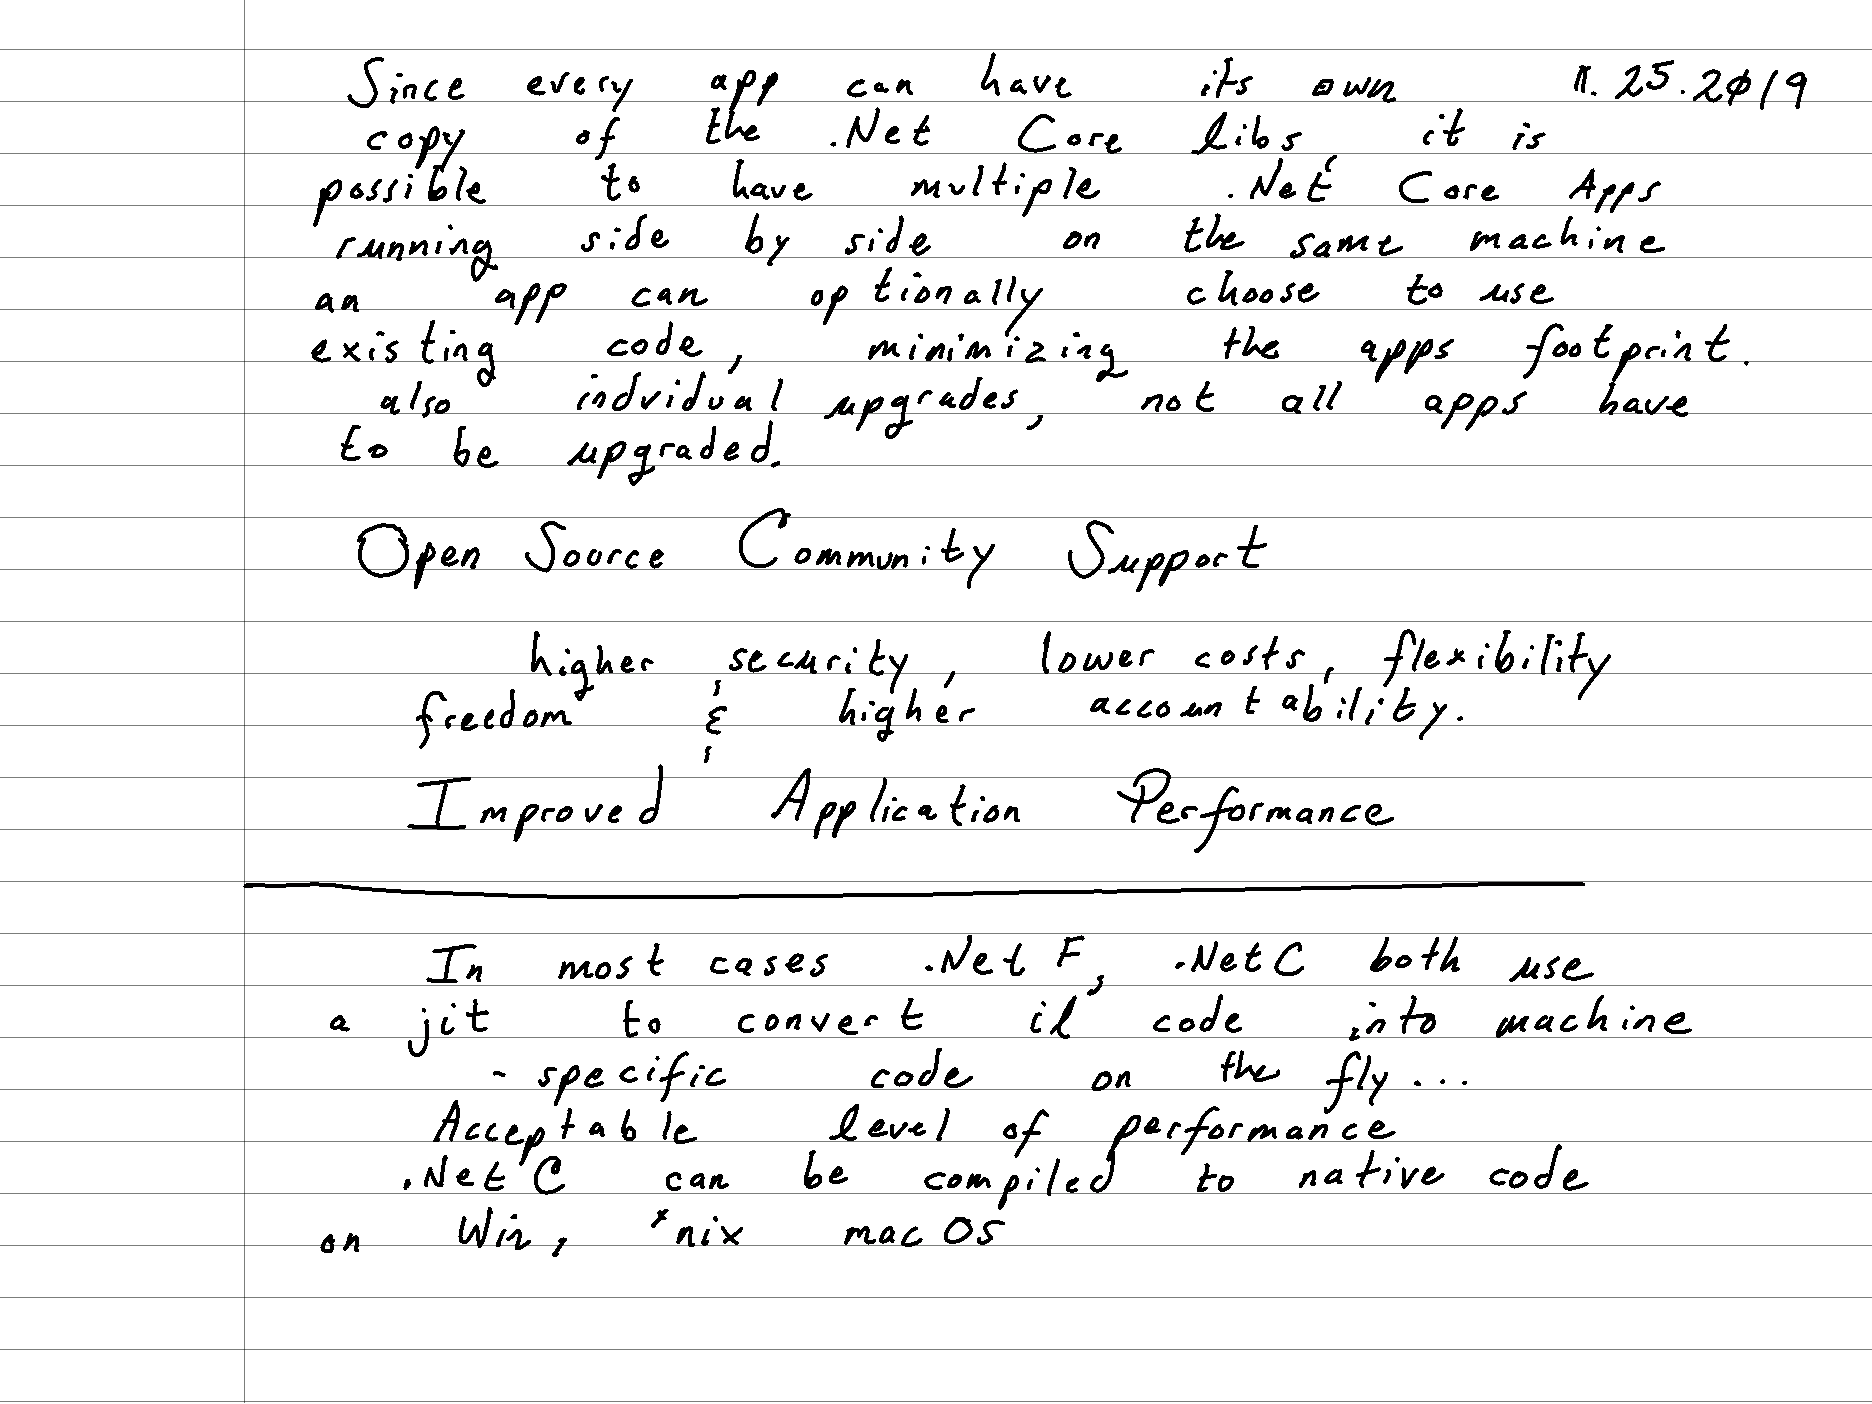 Since every app can have its own 11.25.2019
copy of the .Net Core libs, it is
possible to have multiple .Net Core Apps
running side by side on the same machine
an app can optionally choose to use
existing code, minimizing the apps footprint.
also indvidual upgrades, not all apps have
to be upgraded.
Open Source Community Support
higher security, lower costs, flexibility
freedom & higher accountability.
Improved Application Performance
In most cases .Net F, .NetC both use
a jit to convert il code into machine
- specific code on the fly...
Acceptable level of performance
.Net C can be compiled to native code
on Win, *nix mac OS